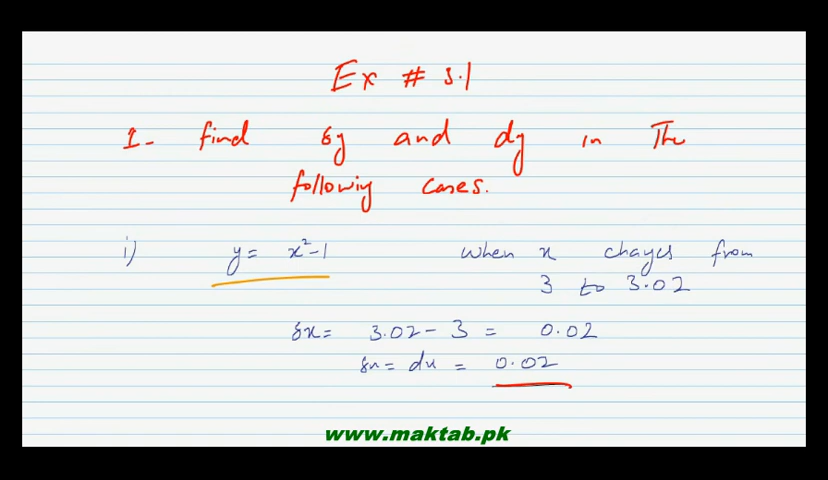 Ex # 3.1
1- find δy and dy in The
following cases.
i) y = x²-1 when x changes from
3 to 3.02
δx = 3.02 - 3 = 0.02
δx = dx = 0.02
www.maktab.pk